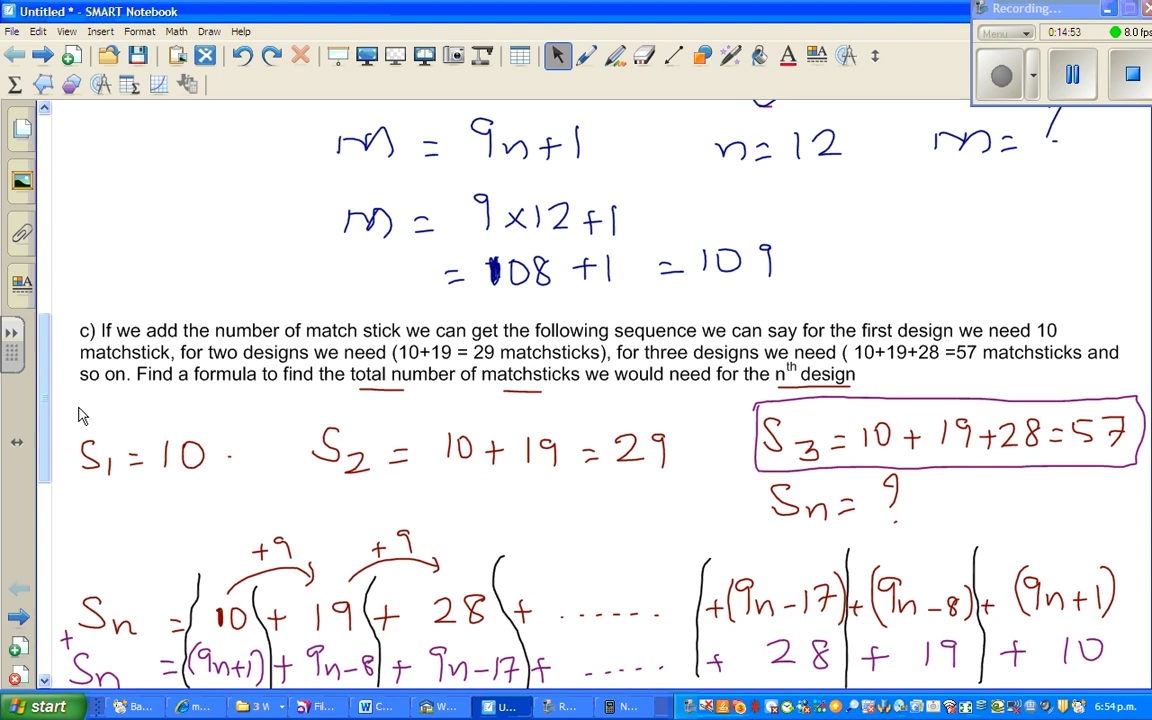 Untitled * - SMART Notebook
Recording...
File Edit View Insert Format Math Draw Help
Menu 0:14:53 8.0 fps
m = 9n+1 n=12 m=?
m = 9×12+1
= 108+1 = 109
c) If we add the number of match stick we can get the following sequence we can say for the first design we need 10
matchstick, for two designs we need (10+19 = 29 matchsticks), for three designs we need ( 10+19+28 =57 matchsticks and
so on. Find a formula to find the total number of matchsticks we would need for the nth design
S1 = 10 . S2 = 10 + 19 = 29 S3 = 10 + 19+28=57
Sn = ?
+9 +9
Sn = 10 + 19 + 28 + ...... +(9n-17)+(9n-8)+ (9n+1)
+
Sn = (9n+1)+ 9n-8 + 9n-17 + ...... + 28 + 19 + 10
start Ba... m... 3 W Fil... C... W... U... R... N... 6:54 p.m.